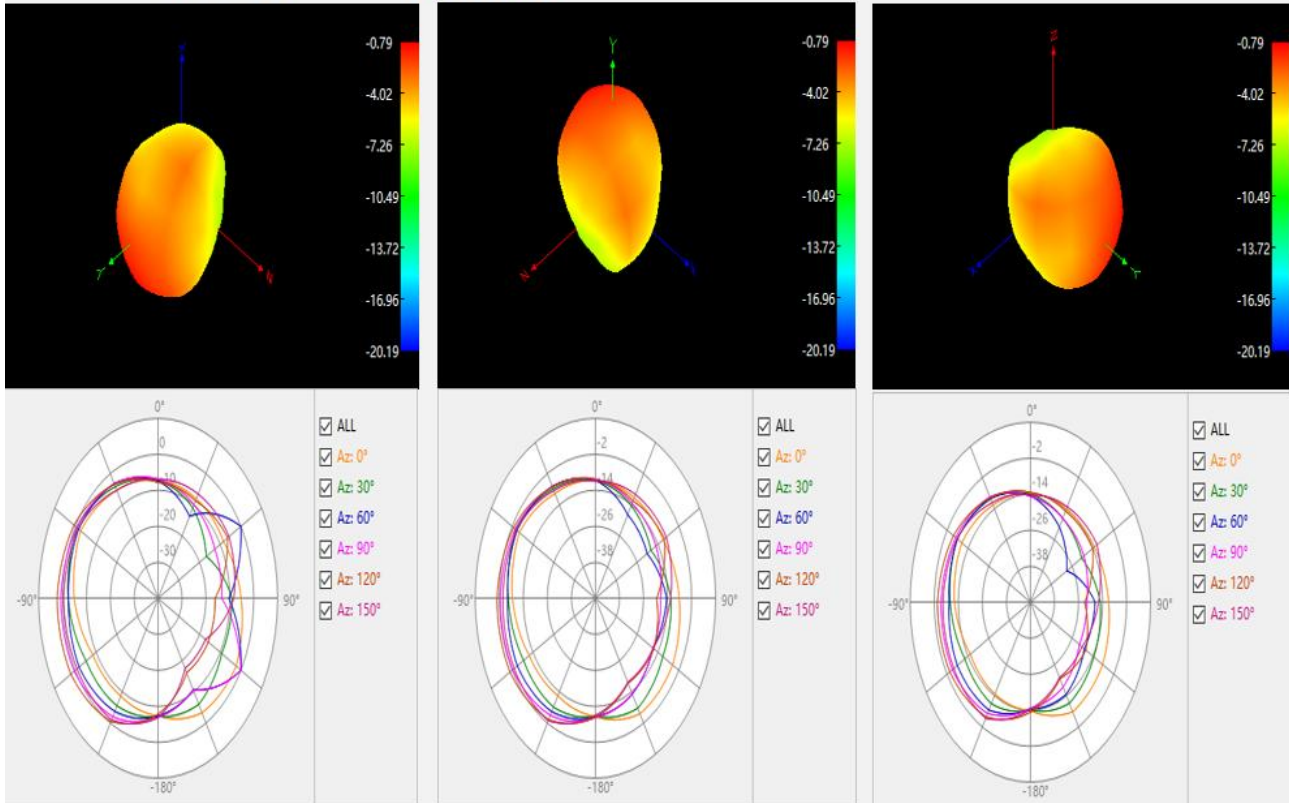 -0.79
-4.02
-7.26
-10.49
-13.72
-16.96
-20.19
Y
-0.79
-4.02
-7.26
-10.49
-13.72
-16.96
-20.19
Y
-0.79
-4.02
-7.26
-10.49
-13.72
-16.96
-20.19
Y
0°
0
-10
-20
-30
-90°
90°
-180°
ALL
Az: 0°
Az: 30°
Az: 60°
Az: 90°
Az: 120°
Az: 150°
0°
-2
-14
-26
-38
-90°
90°
-180°
ALL
Az: 0°
Az: 30°
Az: 60°
Az: 90°
Az: 120°
Az: 150°
0°
-2
-14
-26
-38
-90°
90°
-180°
ALL
Az: 0°
Az: 30°
Az: 60°
Az: 90°
Az: 120°
Az: 150°